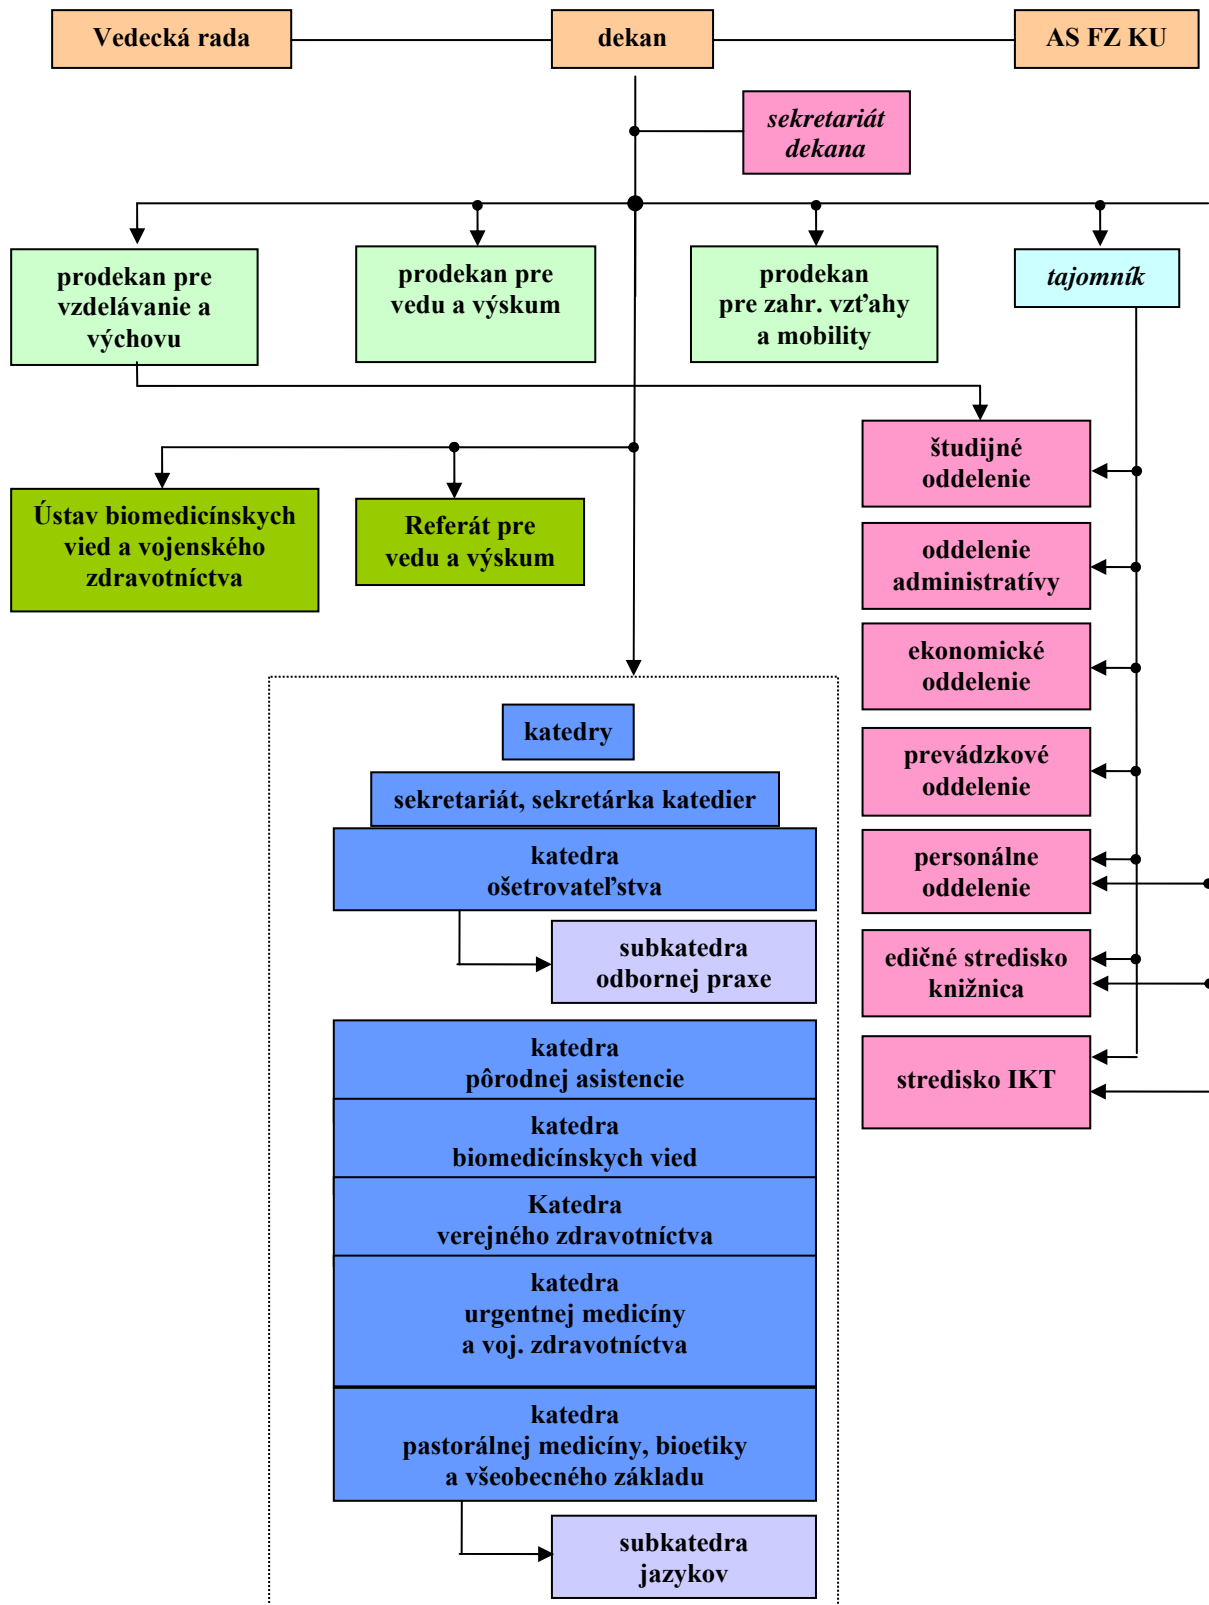 Vedecká rada
dekan
AS FZ KU
sekretariát
dekana
prodekan pre
vzdelávanie a
výchovu
prodekan pre
vedu a výskum
prodekan
pre zahr. vzťahy
a mobility
tajomník
študijné
oddelenie
Ústav biomedicínskych
vied a vojenského
zdravotníctva
Referát pre
vedu a výskum
oddelenie
administratívy
ekonomické
oddelenie
prevádzkové
oddelenie
personálne
oddelenie
edičné stredisko
knižnica
stredisko IKT
katedry
sekretariát, sekretárka katedier
katedra
ošetrovateľstva
subkatedra
odbornej praxe
katedra
pôrodnej asistencie
katedra
biomedicínskych vied
Katedra
verejného zdravotníctva
katedra
urgentnej medicíny
a voj. zdravotníctva
katedra
pastorálnej medicíny, bioetiky
a všeobecného základu
subkatedra
jazykov